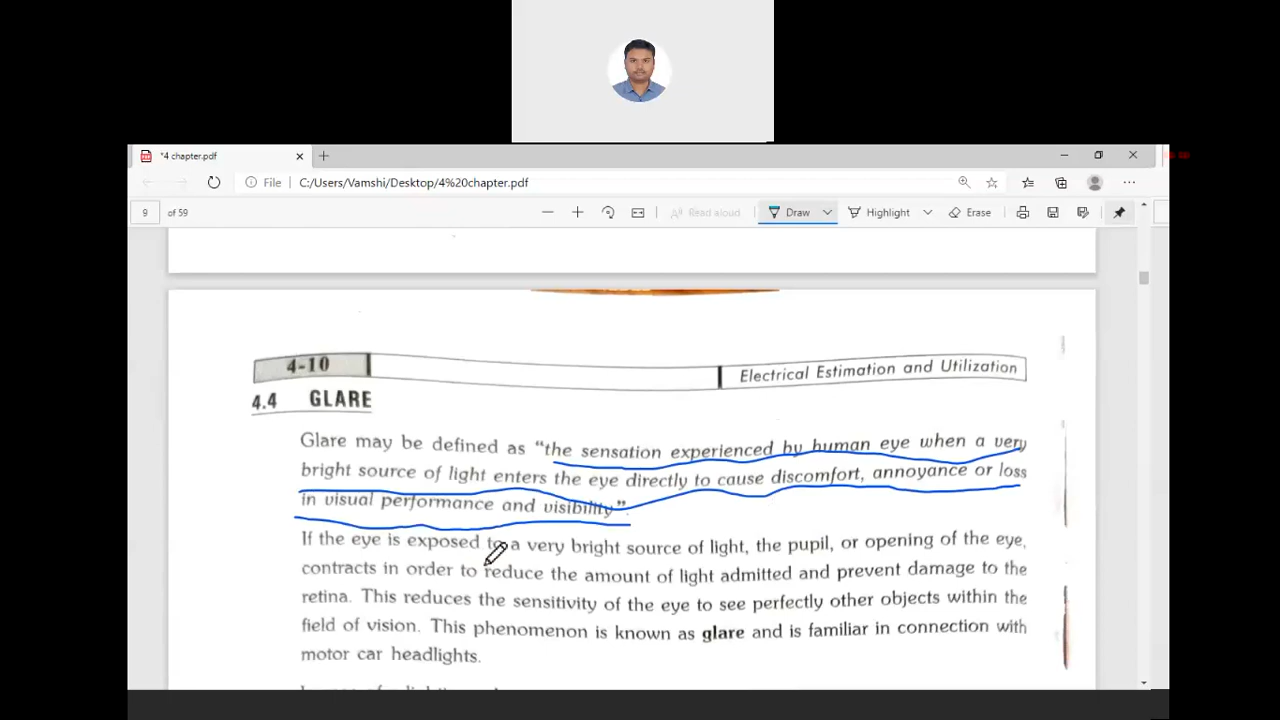 *4 chapter.pdf
File C:/Users/Vamshi/Desktop/4%20chapter.pdf
9 of 59 Read aloud Draw Highlight Erase
4-10 Electrical Estimation and Utilization
4.4 GLARE
Glare may be defined as “the sensation experienced by human eye when a very
bright source of light enters the eye directly to cause discomfort, annoyance or loss
in visual performance and visibility”.
If the eye is exposed to a very bright source of light, the pupil, or opening of the eye,
contracts in order to reduce the amount of light admitted and prevent damage to the
retina. This reduces the sensitivity of the eye to see perfectly other objects within the
field of vision. This phenomenon is known as glare and is familiar in connection with
motor car headlights.